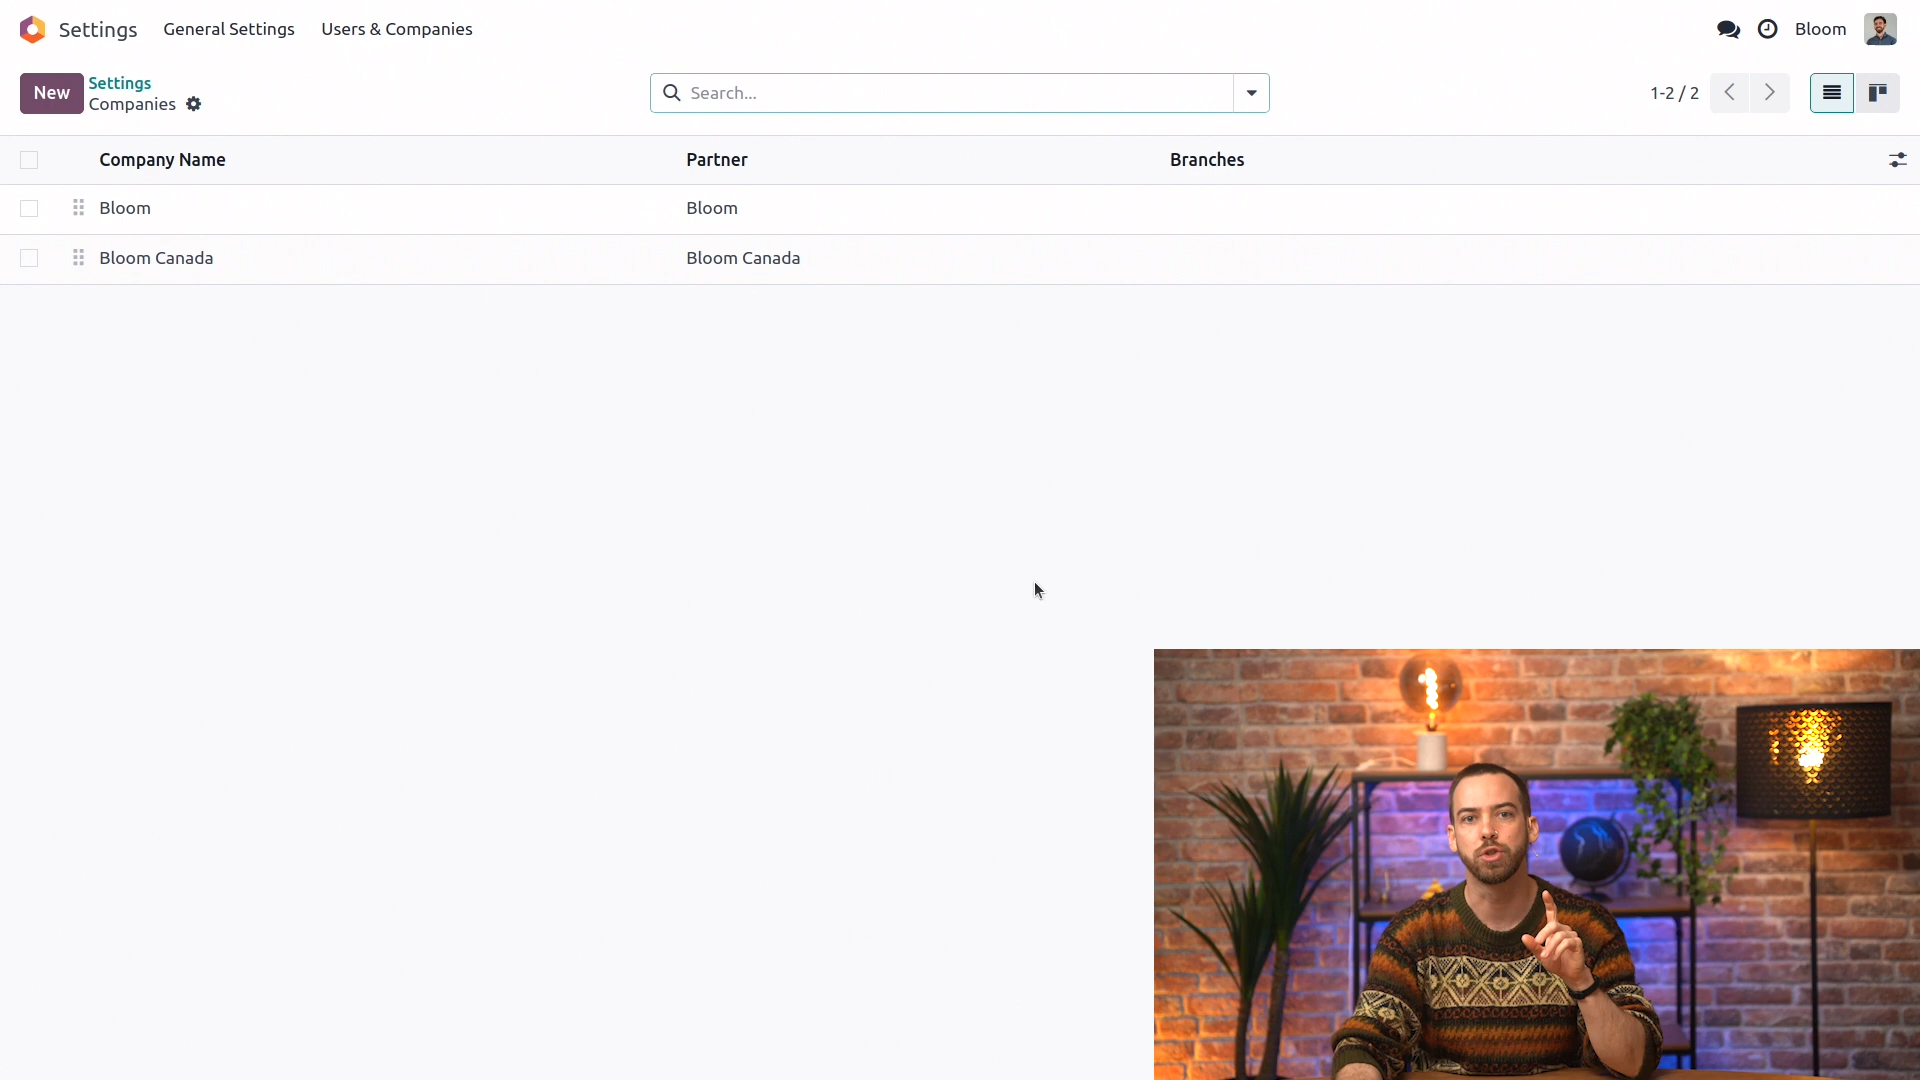 Settings General Settings Users & Companies Bloom
New Settings Search... 1-2 / 2
Companies
Company Name Partner Branches
Bloom Bloom
Bloom Canada Bloom Canada